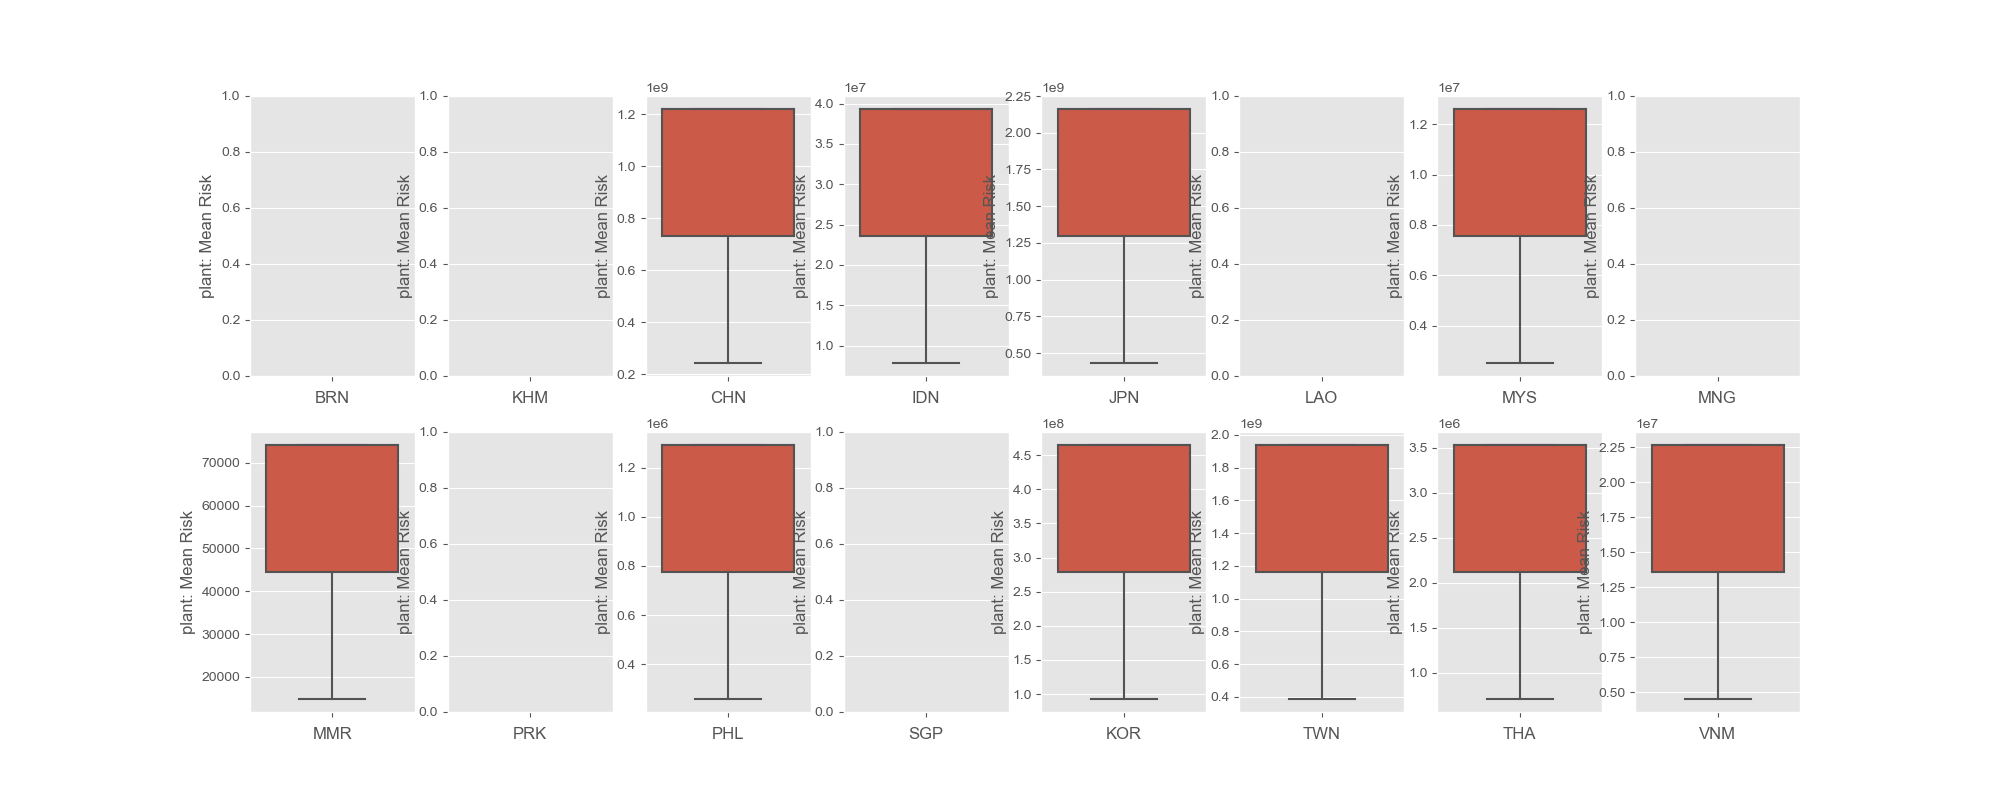 1e9
1e7
1e9
1e7
plant: Mean Risk
1.0
0.8
0.6
0.4
0.2
0.0
BRN
plant: Mean Risk
1.0
0.8
0.6
0.4
0.2
0.0
KHM
plant: Mean Risk
1.2
1.0
0.8
0.6
0.4
0.2
CHN
plant: Mean Risk
4.0
3.5
3.0
2.5
2.0
1.5
1.0
IDN
plant: Mean Risk
2.25
2.00
1.75
1.50
1.25
1.00
0.75
0.50
JPN
plant: Mean Risk
1.0
0.8
0.6
0.4
0.2
0.0
LAO
plant: Mean Risk
1.2
1.0
0.8
0.6
0.4
MYS
plant: Mean Risk
1.0
0.8
0.6
0.4
0.2
0.0
MNG
1e6
1e8
1e9
1e6
1e7
plant: Mean Risk
70000
60000
50000
40000
30000
20000
MMR
plant: Mean Risk
1.0
0.8
0.6
0.4
0.2
0.0
PRK
plant: Mean Risk
1.2
1.0
0.8
0.6
0.4
PHL
plant: Mean Risk
1.0
0.8
0.6
0.4
0.2
0.0
SGP
plant: Mean Risk
4.5
4.0
3.5
3.0
2.5
2.0
1.5
1.0
KOR
plant: Mean Risk
2.0
1.8
1.6
1.4
1.2
1.0
0.8
0.6
0.4
TWN
plant: Mean Risk
3.5
3.0
2.5
2.0
1.5
1.0
THA
plant: Mean Risk
2.25
2.00
1.75
1.50
1.25
1.00
0.75
0.50
VNM